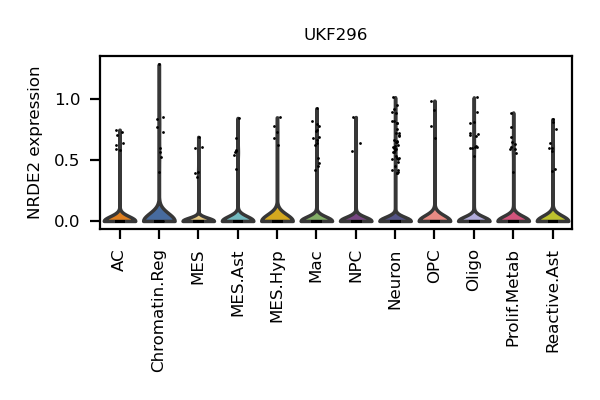 UKF296
NRDE2 expression
1.0
0.5
0.0
AC
Chromatin.Reg
MES
MES.Ast
MES.Hyp
Mac
NPC
Neuron
OPC
Oligo
Prolif.Metab
Reactive.Ast